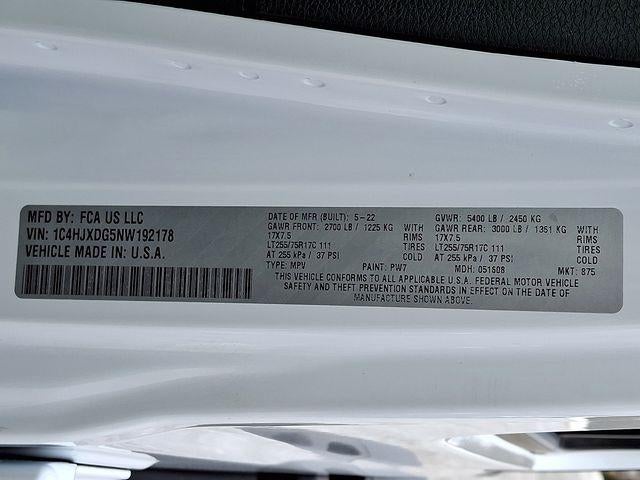 MFD BY: FCA US LLC
VIN: 1C4HJXDG5NW192178
VEHICLE MADE IN: U.S.A.
DATE OF MFR (BUILT): 5-22
GAWR FRONT: 2700 LB / 1225 KG WITH
17X7.5 RIMS
LT255/75R17C 111 TIRES
AT 255 kPa / 37 PSI COLD
TYPE: MPV PAINT: PW7
GVWR: 5400 LB / 2450 KG
GAWR REAR: 3000 LB / 1361 KG WITH
17X7.5 RIMS
LT255/75R17C 111 TIRES
AT 255 kPa / 37 PSI COLD
MDH: 051608 MKT: 875
THIS VEHICLE CONFORMS TO ALL APPLICABLE U.S.A. FEDERAL MOTOR VEHICLE
SAFETY AND THEFT PREVENTION STANDARDS IN EFFECT ON THE DATE OF
MANUFACTURE SHOWN ABOVE.